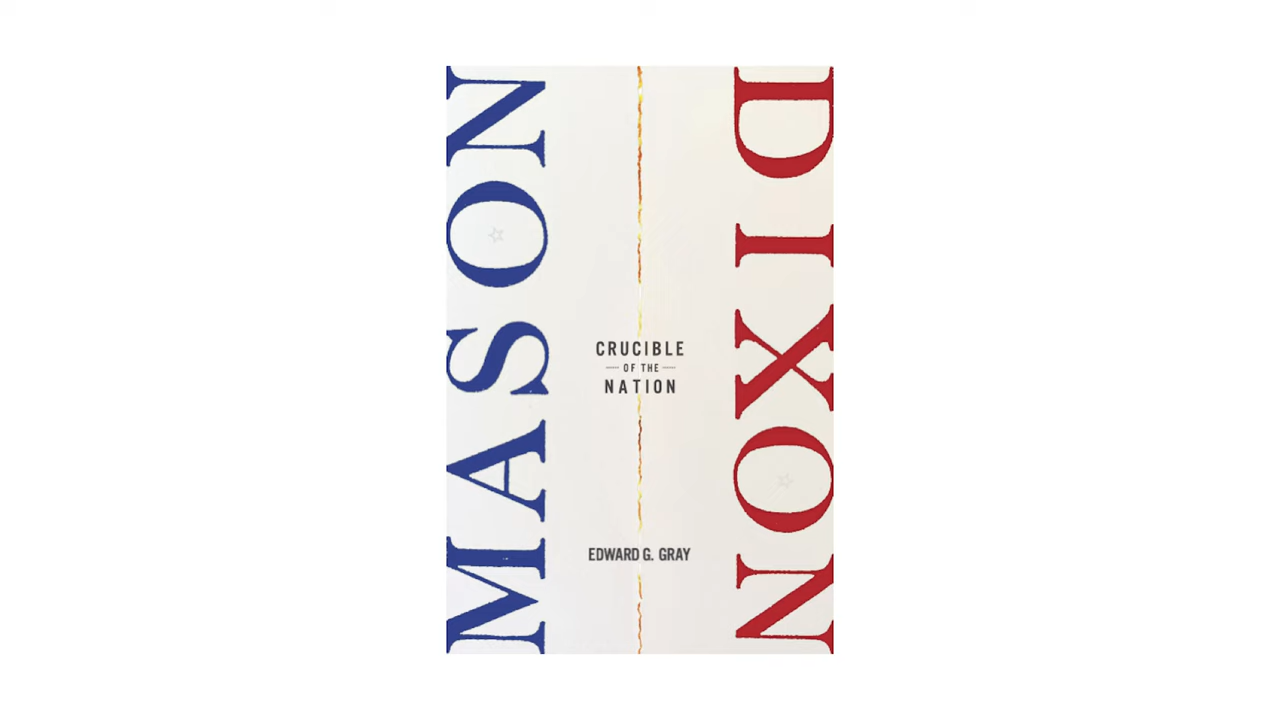 MASON
DIXON
CRUCIBLE
OF THE
NATION
EDWARD G. GRAY